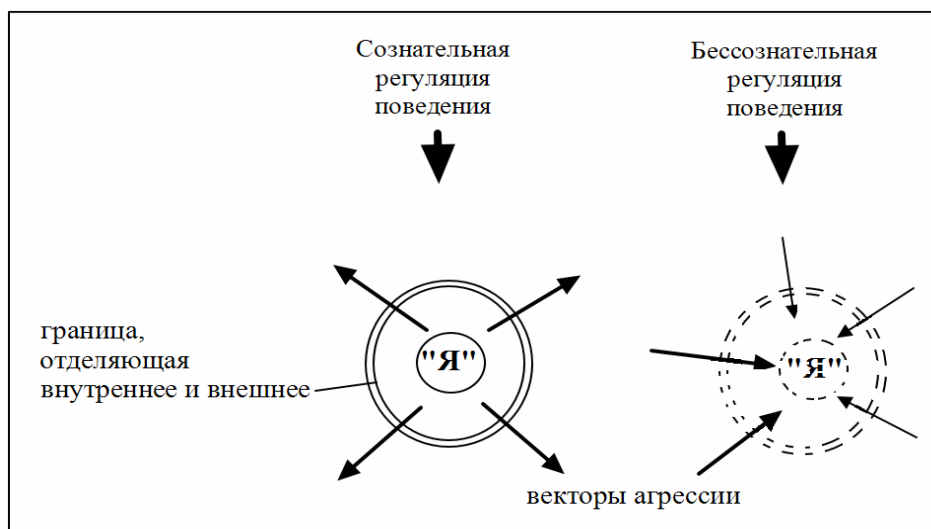 Сознательная
регуляция
поведения
Бессознательная
регуляция
поведения
граница,
отделяющая
внутреннее и внешнее
"Я"
"Я"
векторы агрессии